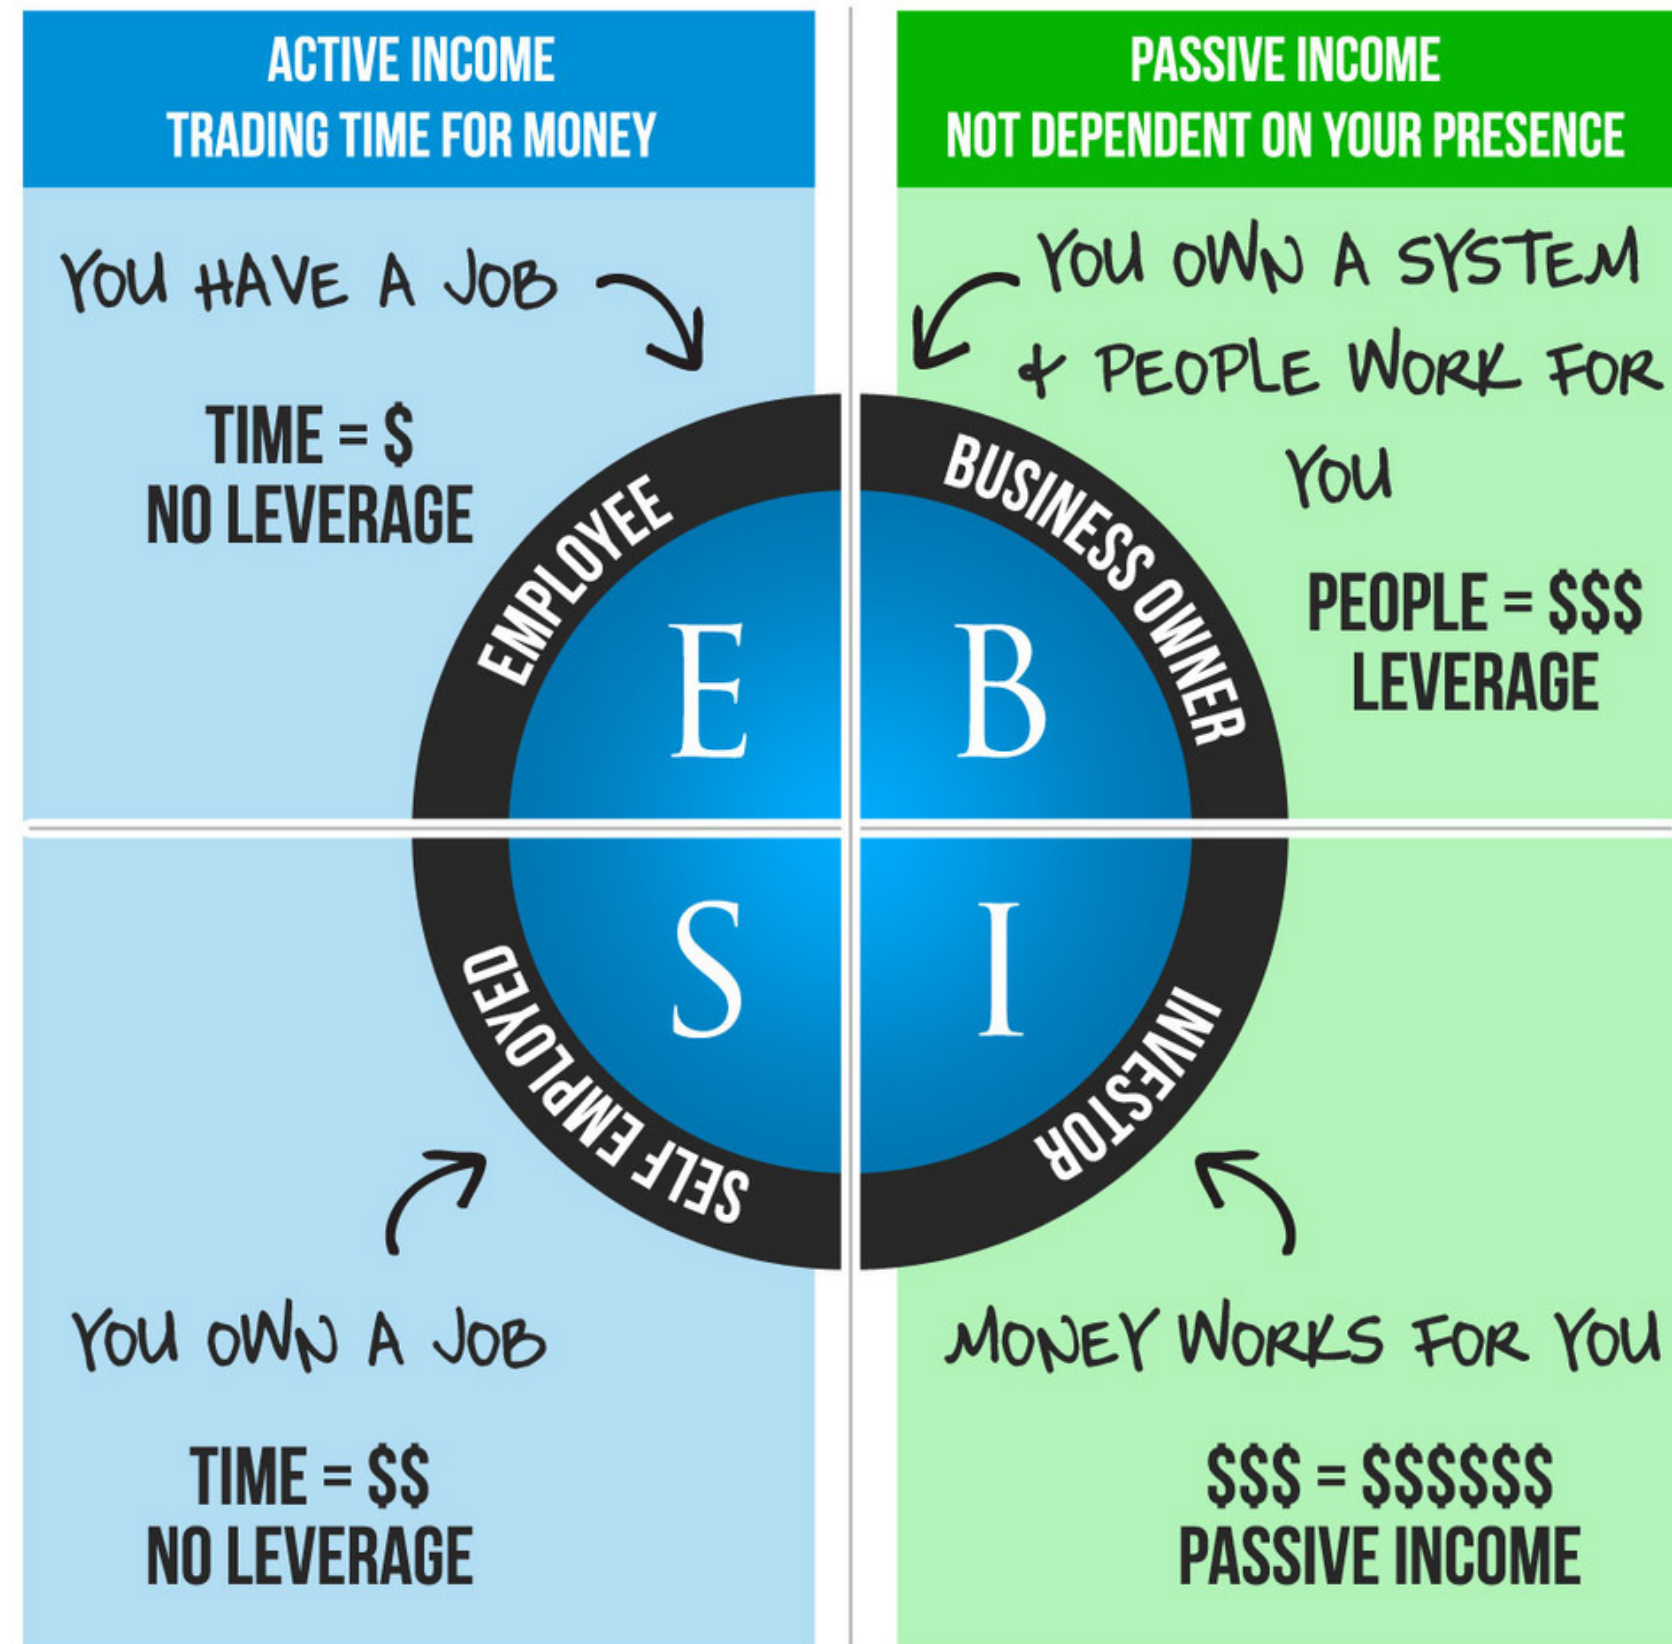 ACTIVE INCOME
TRADING TIME FOR MONEY
YOU HAVE A JOB
TIME = $
NO LEVERAGE
EMPLOYEE
E
PASSIVE INCOME
NOT DEPENDENT ON YOUR PRESENCE
YOU OWN A SYSTEM
& PEOPLE WORK FOR
YOU
PEOPLE = $$$
LEVERAGE
BUSINESS OWNER
B
S
SELF EMPLOYED
YOU OWN A JOB
TIME = $$
NO LEVERAGE
I
INVESTOR
MONEY WORKS FOR YOU
$$$ = $$$$$$
PASSIVE INCOME